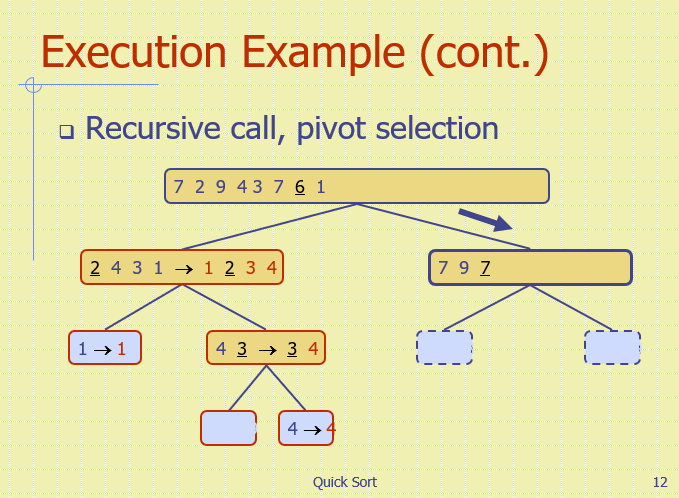 Execution Example (cont.)
Recursive call, pivot selection
7 2 9 4 3 7 6 1
2 4 3 1 → 1 2 3 4
7 9 7
1 → 1
4 3 → 3 4
4 → 4
Quick Sort
12